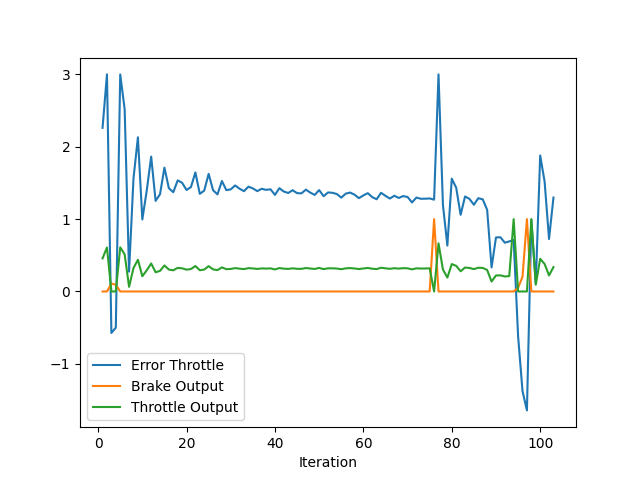 3
2
1
0
−1
Error Throttle
Brake Output
Throttle Output
0 20 40 60 80 100
Iteration